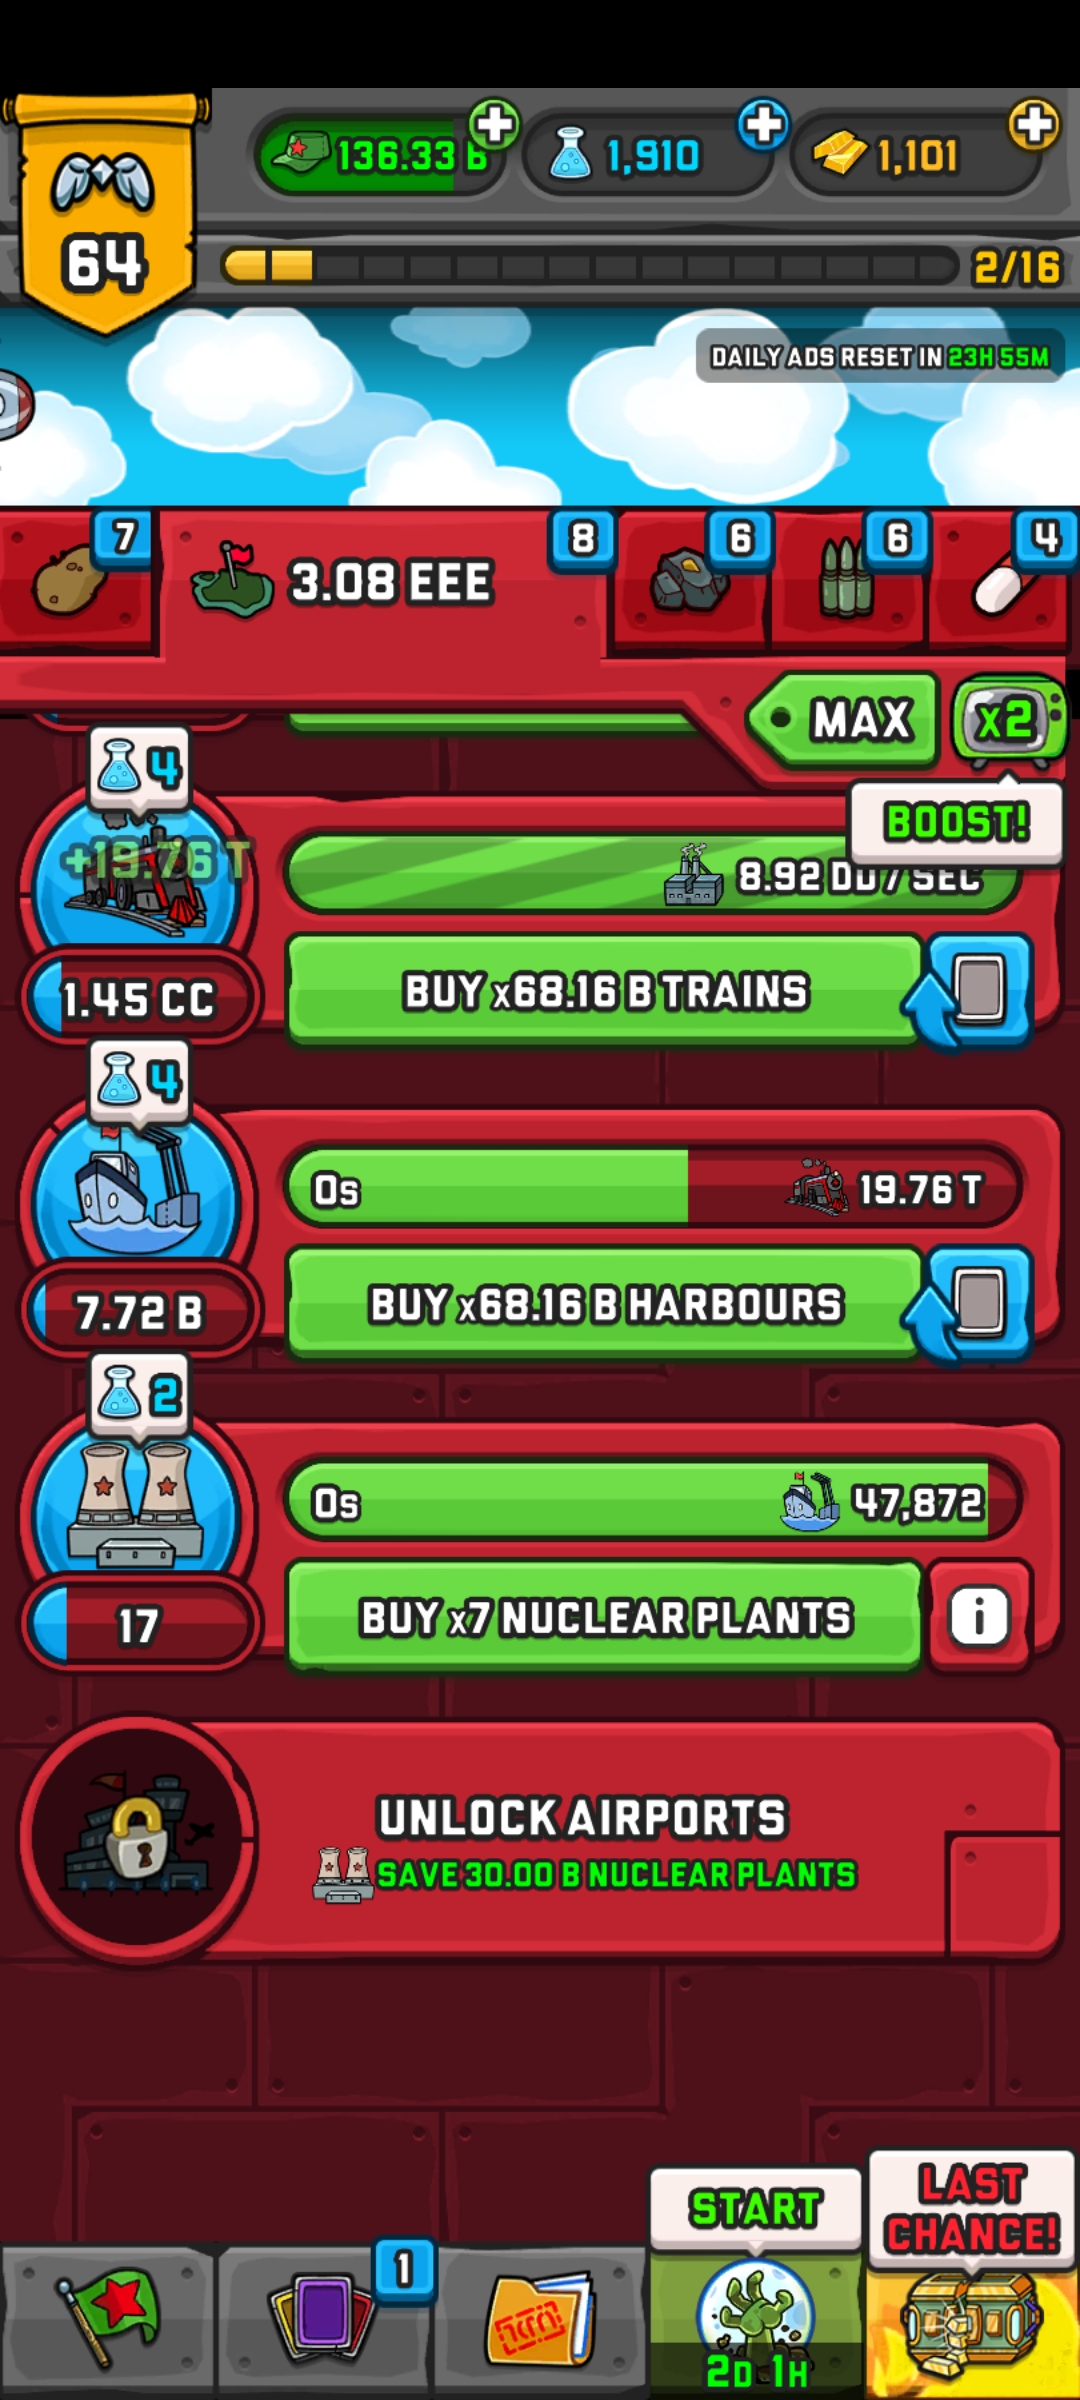 136.33 B
1,910
1,101
64
2/16
DAILY ADS RESET IN 23H 55M
7
3.08 EEE
8
6
6
4
MAX
x2
BOOST!
4
+19.76 T
8.92 DD / SEC
1.45 CC
BUY x68.16 B TRAINS
4
0s
19.76 T
7.72 B
BUY x68.16 B HARBOURS
2
0s
47,872
17
BUY x7 NUCLEAR PLANTS
i
UNLOCK AIRPORTS
SAVE 30.00 B NUCLEAR PLANTS
START
LAST
CHANCE!
1
2D 1H